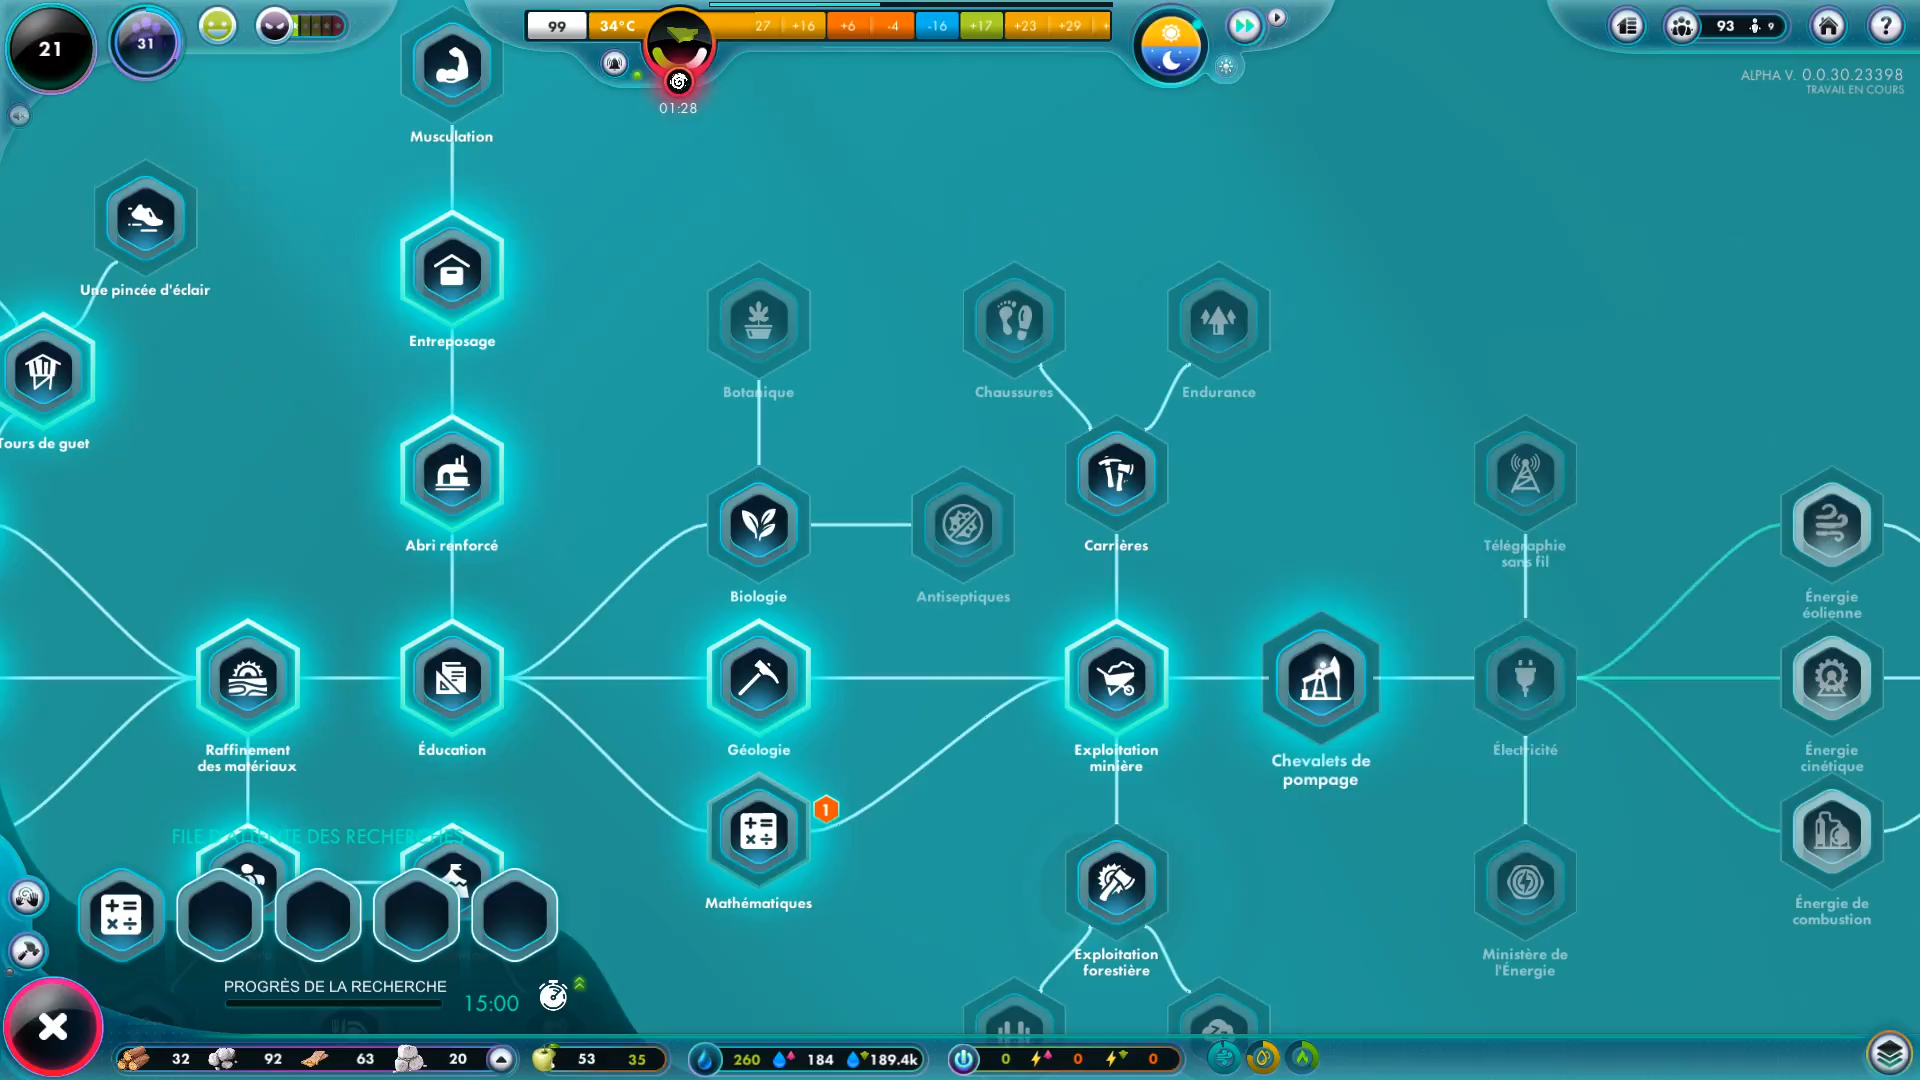 21
31
99
34°C
27
+16
+6
-4
-16
+17
+23
+29
01:28
93
9
ALPHA V. 0.0.30.23398
TRAVAIL EN COURS
Musculation
Une pincée d'éclair
Entreposage
Tours de guet
Botanique
Chaussures
Endurance
Abri renforcé
Carrières
Télégraphie
sans fil
Biologie
Antiseptiques
Énergie
éolienne
Raffinement
des matériaux
Éducation
Géologie
Exploitation
minière
Chevalets de
pompage
Électricité
Énergie
cinétique
1
FILE D'ATTENTE DES RECHERCHES
Mathématiques
Énergie de
combustion
Exploitation
forestière
Ministère de
l'Énergie
PROGRÈS DE LA RECHERCHE
15:00
32
92
63
20
53
35
260
184
189.4k
0
0
0